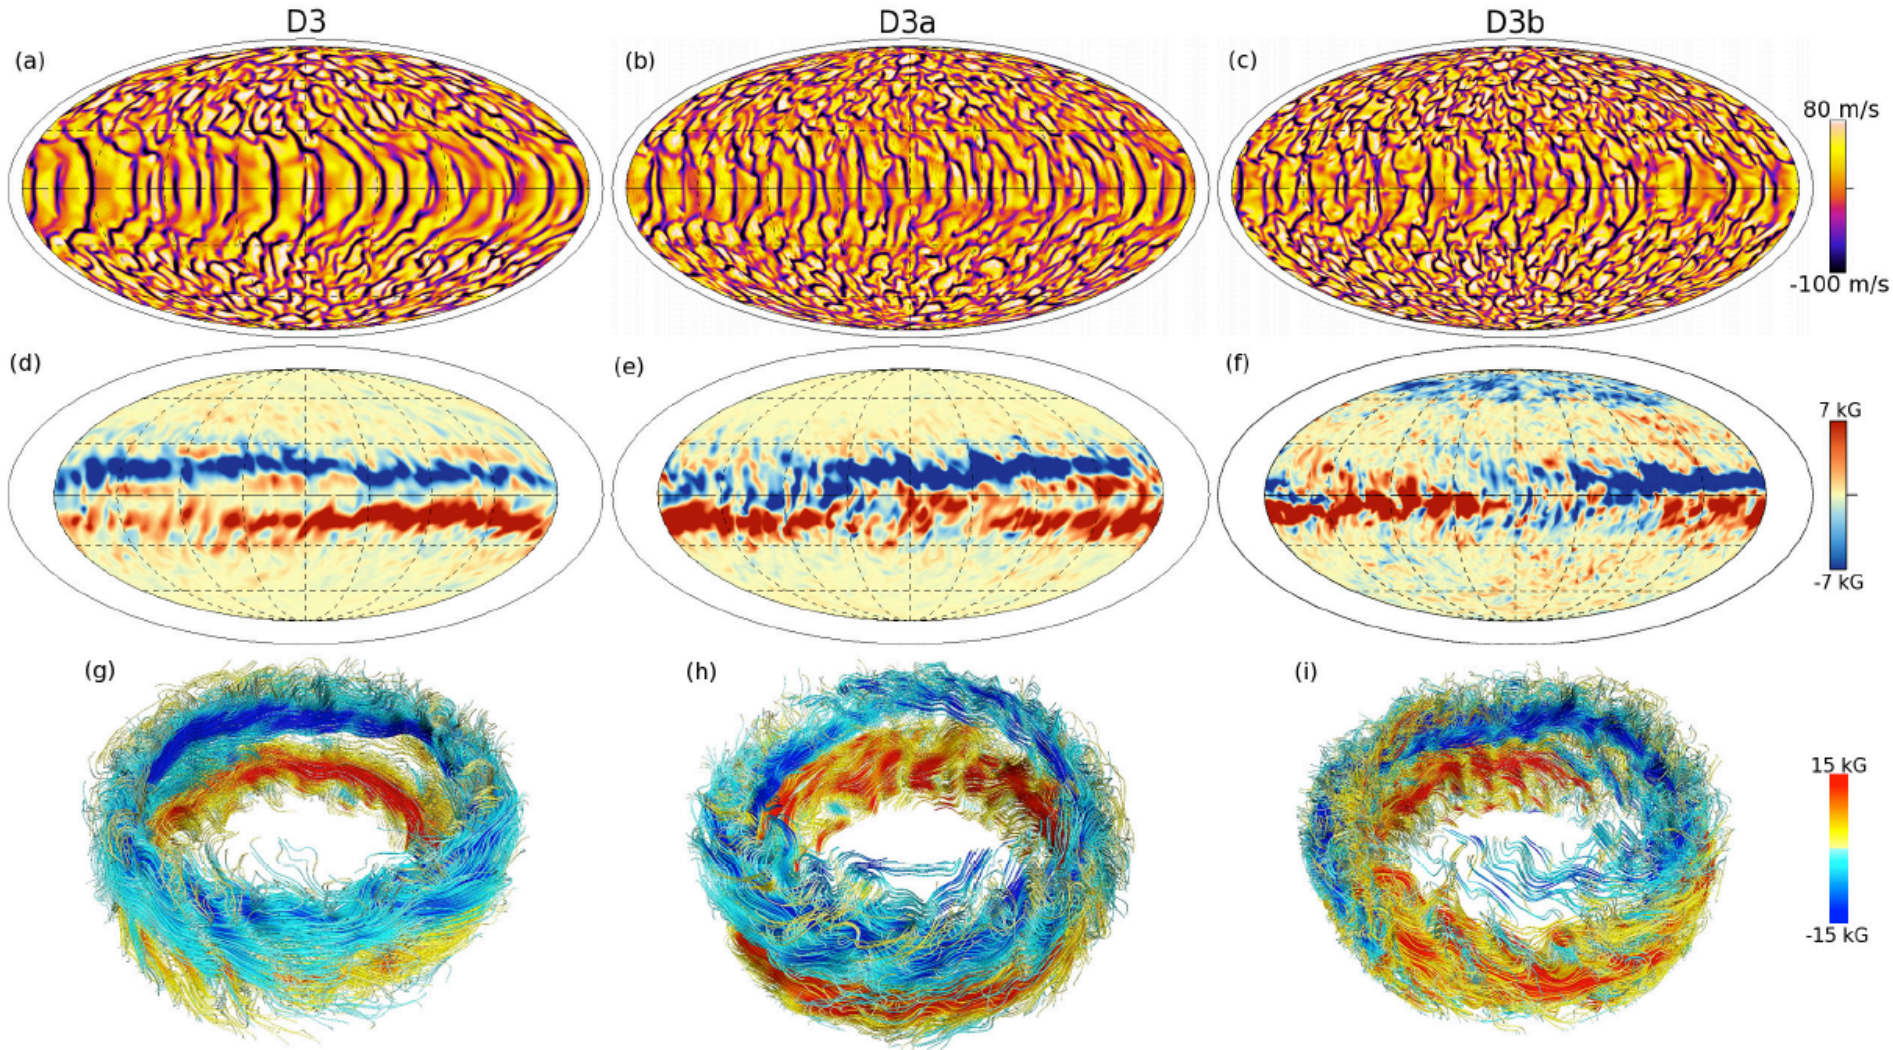 D3 D3a D3b
(a) (b) (c)
80 m/s
-100 m/s
(d) (e) (f)
7 kG
-7 kG
(g) (h) (i)
15 kG
-15 kG